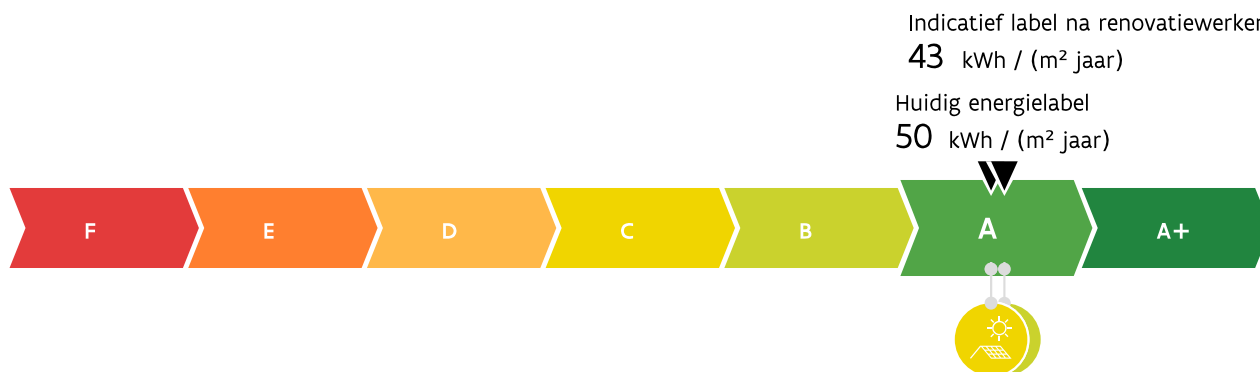 Indicatief label na renovatiewerken
43 kWh / (m² jaar)
Huidig energielabel
50 kWh / (m² jaar)
F E D C B A A+